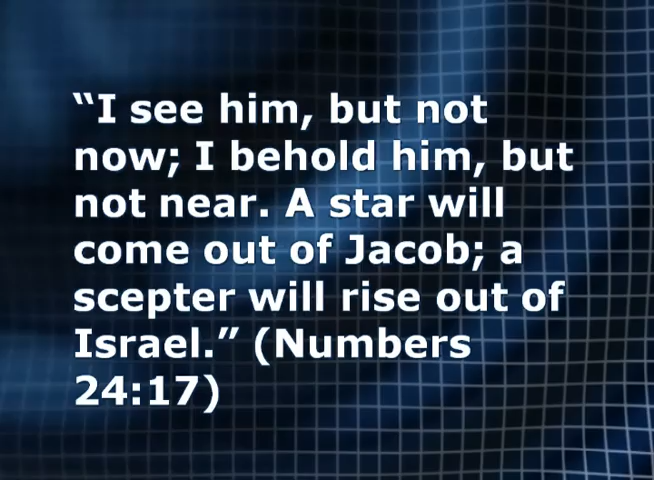 “I see him, but not
now; I behold him, but
not near. A star will
come out of Jacob; a
scepter will rise out of
Israel.” (Numbers
24:17)